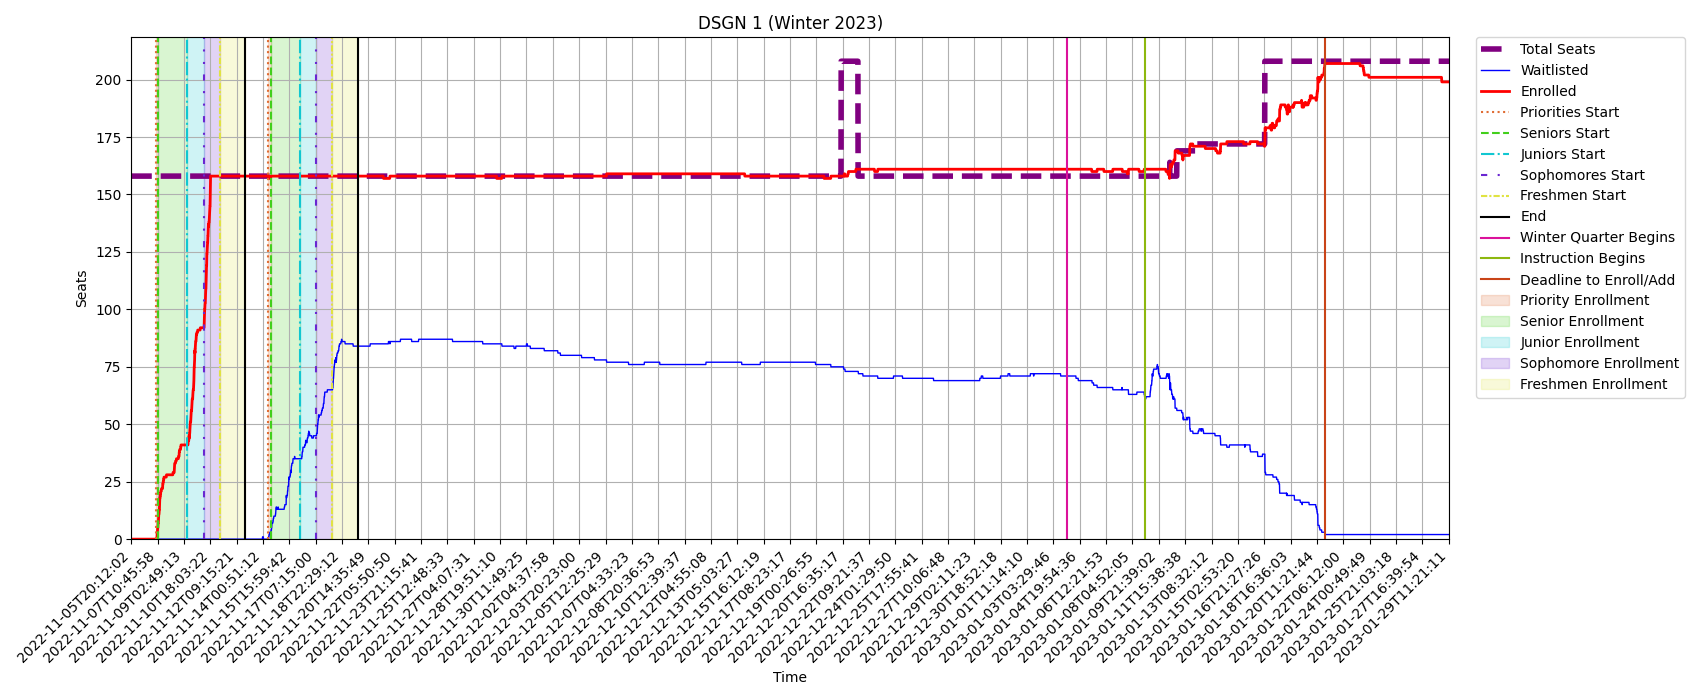 DSGN 1 (Winter 2023)
Seats
200
175
150
125
100
75
50
25
0
2022-11-05T20:12:02
2022-11-07T10:45:58
2022-11-09T02:49:13
2022-11-10T18:03:22
2022-11-12T09:15:21
2022-11-14T00:51:12
2022-11-15T15:59:42
2022-11-17T07:15:00
2022-11-18T22:29:12
2022-11-20T14:35:49
2022-11-22T05:50:50
2022-11-23T21:15:41
2022-11-25T12:48:33
2022-11-27T04:07:31
2022-11-28T19:51:10
2022-11-30T11:49:25
2022-12-02T04:37:58
2022-12-03T20:23:00
2022-12-05T12:25:29
2022-12-07T04:33:23
2022-12-08T20:36:53
2022-12-10T12:39:37
2022-12-12T04:55:08
2022-12-13T05:03:27
2022-12-15T16:12:19
2022-12-17T08:23:17
2022-12-19T00:26:55
2022-12-20T16:35:17
2022-12-22T09:21:37
2022-12-24T01:29:50
2022-12-25T17:55:41
2022-12-27T10:06:48
2022-12-29T02:11:23
2022-12-30T18:52:18
2023-01-01T11:14:10
2023-01-03T03:29:46
2023-01-04T19:54:36
2023-01-06T12:21:53
2023-01-08T04:52:05
2023-01-09T21:39:02
2023-01-11T15:38:38
2023-01-13T08:32:12
2023-01-15T02:53:20
2023-01-16T21:27:26
2023-01-18T16:36:03
2023-01-20T11:21:44
2023-01-22T06:12:00
2023-01-24T00:49:49
2023-01-25T21:03:18
2023-01-27T16:39:54
2023-01-29T11:21:11
Time
Total Seats
Waitlisted
Enrolled
Priorities Start
Seniors Start
Juniors Start
Sophomores Start
Freshmen Start
End
Winter Quarter Begins
Instruction Begins
Deadline to Enroll/Add
Priority Enrollment
Senior Enrollment
Junior Enrollment
Sophomore Enrollment
Freshmen Enrollment